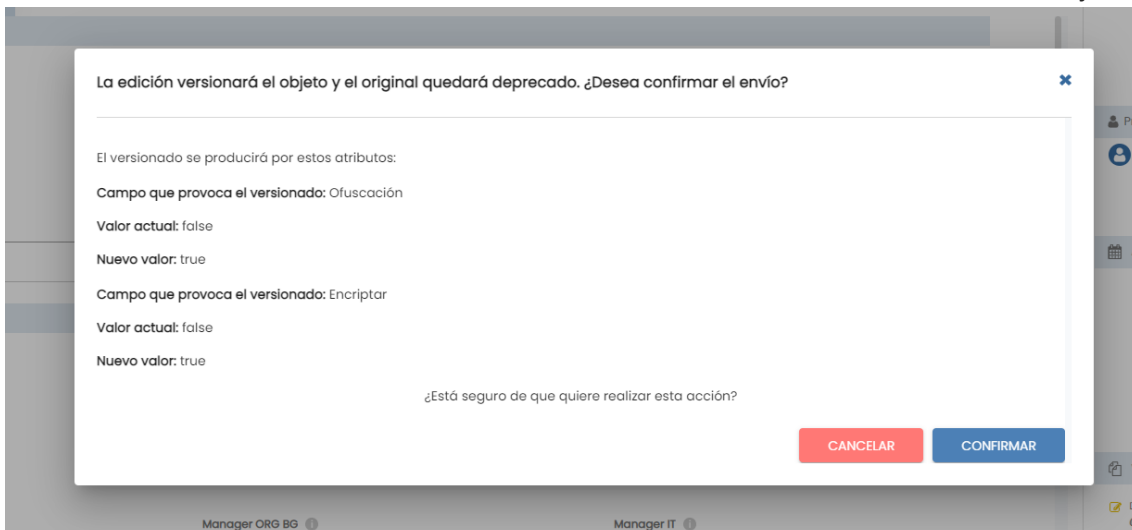 La edición versionará el objeto y el original quedará deprecado. ¿Desea confirmar el envío?
El versionado se producirá por estos atributos:
Campo que provoca el versionado: Ofuscación
Valor actual: false
Nuevo valor: true
Campo que provoca el versionado: Encriptar
Valor actual: false
Nuevo valor: true
¿Está seguro de que quiere realizar esta acción?
CANCELAR CONFIRMAR
Manager ORG BG Manager IT